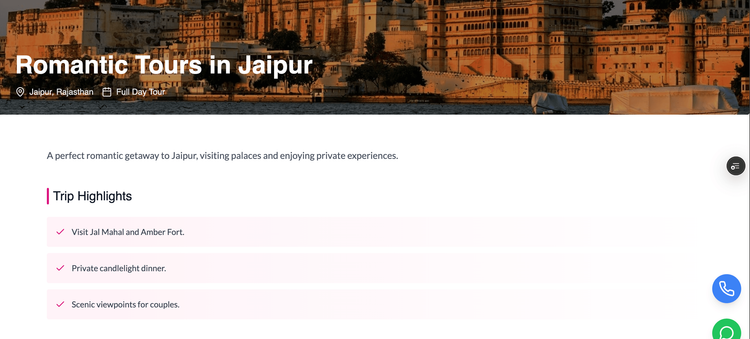 Romantic Tours in Jaipur
Jaipur, Rajasthan Full Day Tour
A perfect romantic getaway to Jaipur, visiting palaces and enjoying private experiences.
Trip Highlights
Visit Jal Mahal and Amber Fort.
Private candlelight dinner.
Scenic viewpoints for couples.